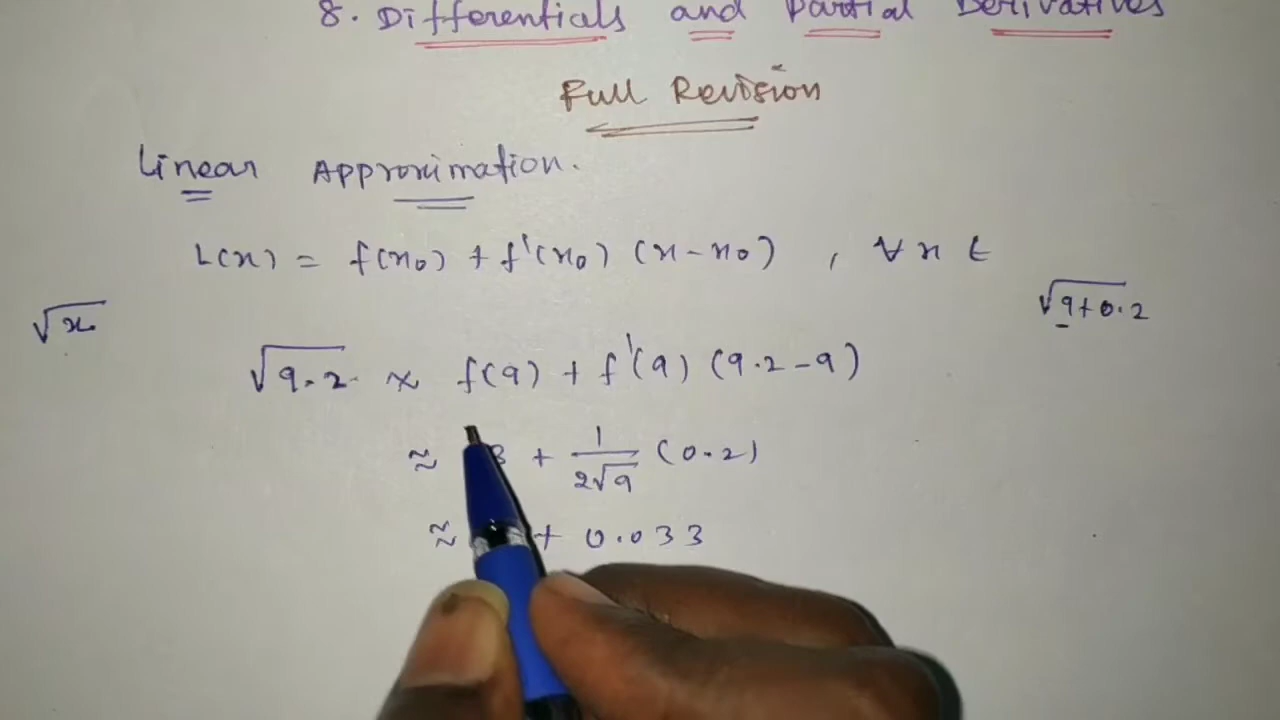 8. Differentials and Partial Derivatives
Full Revision
Linear Approximation.
L(x) = f(x₀) + f'(x₀) (x - x₀) , ∀ x
√9+0.2
√x
√9.2 ≈ f(9) + f'(9) (9.2 - 9)
≈ 3 + 1/2√9 (0.2)
≈ + 0.033